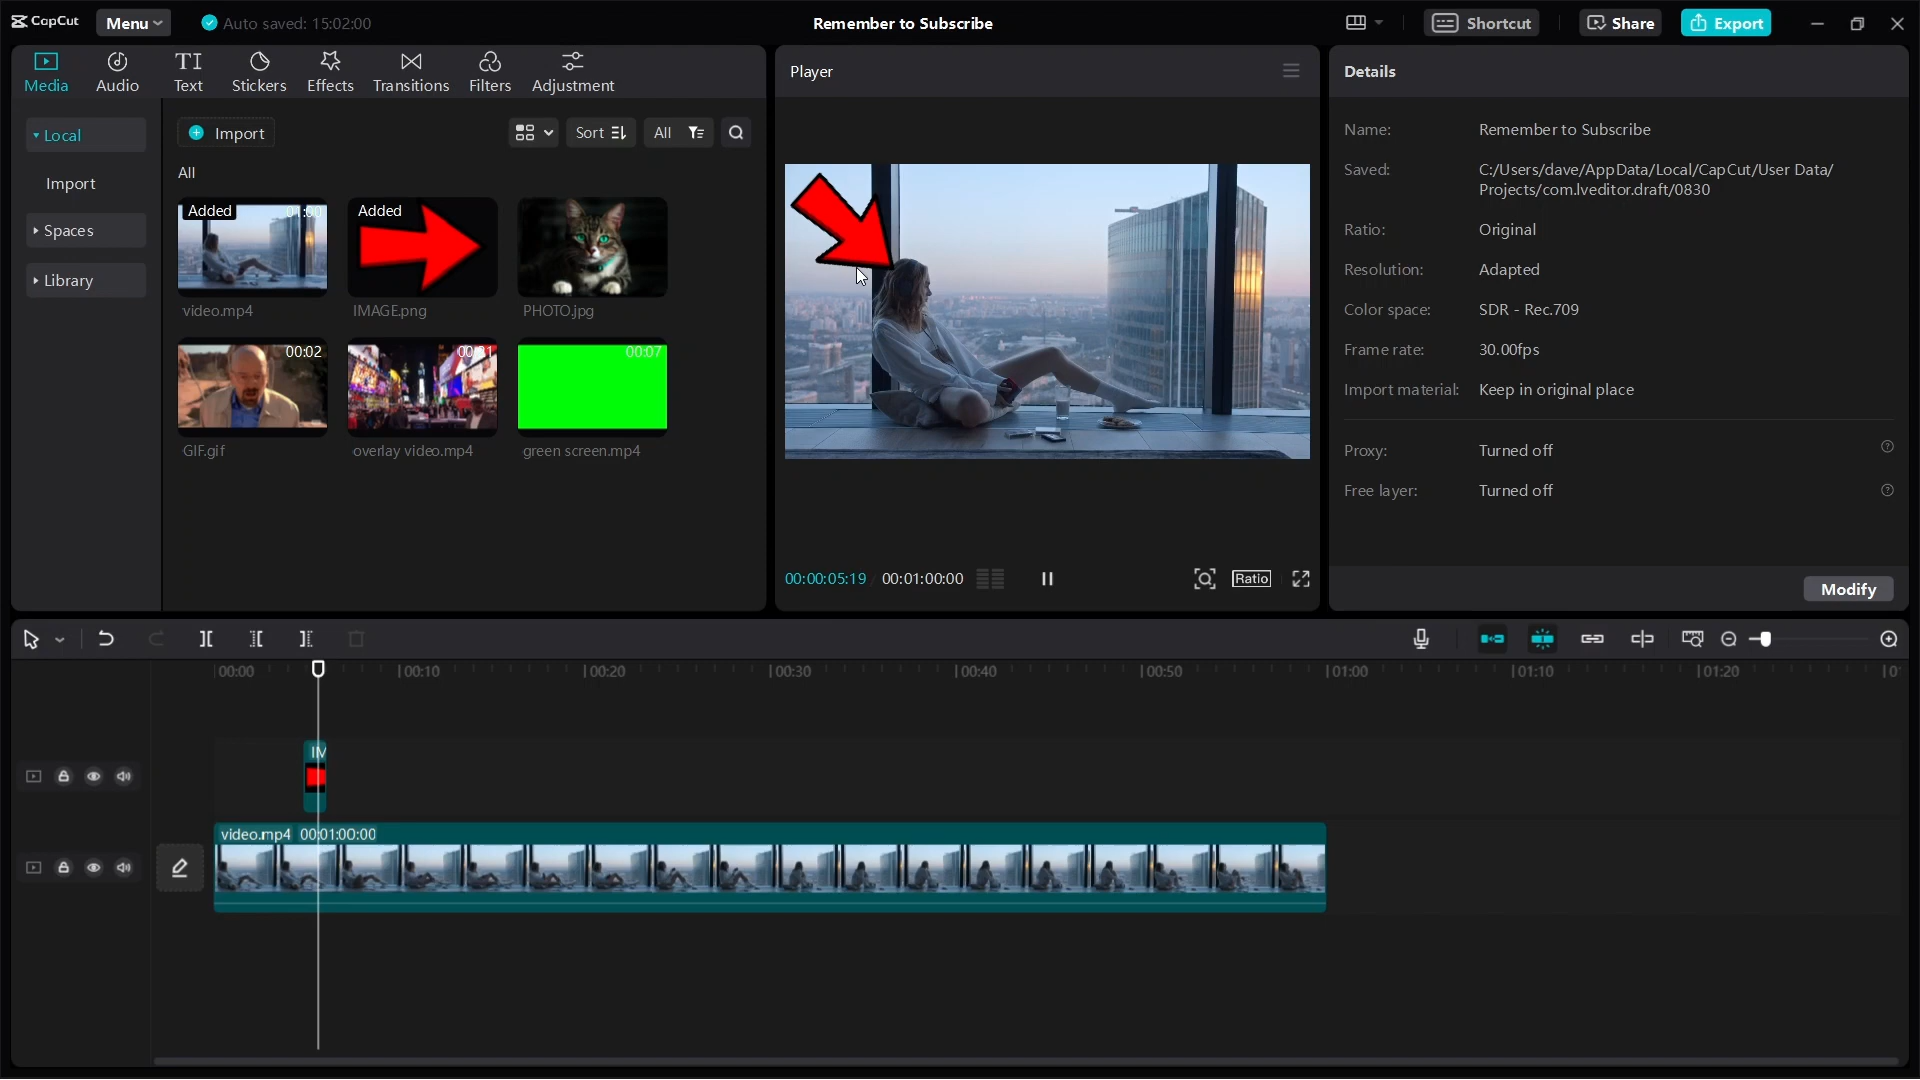 CapCut
Menu
Auto saved: 15:02:00
Remember to Subscribe
Shortcut
Share
Export
Media
Audio
TI
Text
Stickers
Effects
Transitions
Filters
Adjustment
Player
Details
Local
Import
Spaces
Library
Import
Sort
All
All
Added
01:00
video.mp4
Added
IMAGE.png
PHOTO.jpg
00:02
GIF.gif
overlay video.mp4
00:07
green screen.mp4
00:00:05:19 / 00:01:00:00
Ratio
Name: Remember to Subscribe
Saved: C:/Users/dave/AppData/Local/CapCut/User Data/
Projects/com.lveditor.draft/0830
Ratio: Original
Resolution: Adapted
Color space: SDR - Rec.709
Frame rate: 30.00fps
Import material: Keep in original place
Proxy: Turned off
Free layer: Turned off
Modify
00:00
00:10
00:20
00:30
00:40
00:50
01:00
01:10
01:20
IM
video.mp4 00:01:00:00